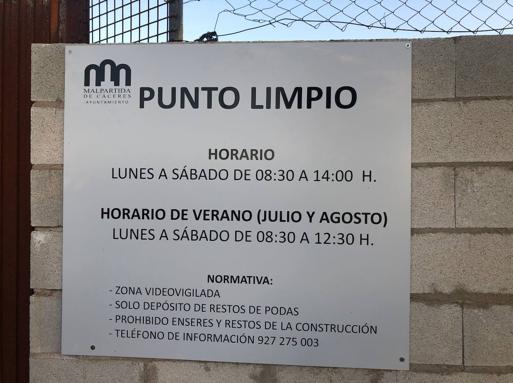 MALPARTIDA
DE CÁCERES
AYUNTAMIENTO
PUNTO LIMPIO
HORARIO
LUNES A SÁBADO DE 08:30 A 14:00 H.
HORARIO DE VERANO (JULIO Y AGOSTO)
LUNES A SÁBADO DE 08:30 A 12:30 H.
NORMATIVA:
- ZONA VIDEOVIGILADA
- SOLO DEPÓSITO DE RESTOS DE PODAS
- PROHIBIDO ENSERES Y RESTOS DE LA CONSTRUCCIÓN
- TELÉFONO DE INFORMACIÓN 927 275 003